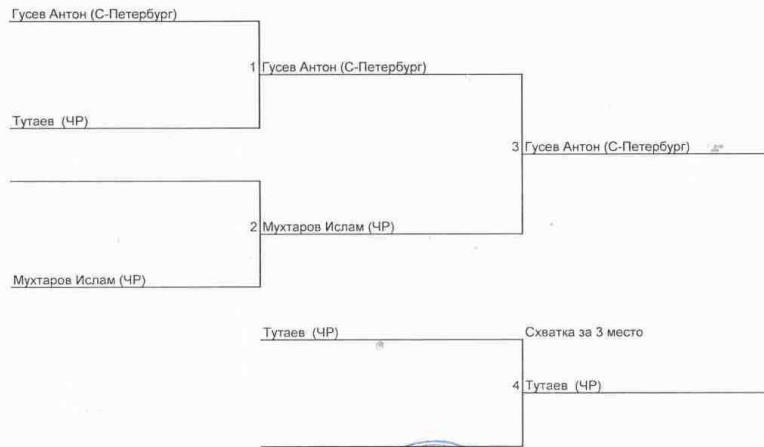 Гусев Антон (С-Петербург)
1 Гусев Антон (С-Петербург)
Тутаев (ЧР)
3 Гусев Антон (С-Петербург)
2 Мухтаров Ислам (ЧР)
Мухтаров Ислам (ЧР)
Тутаев (ЧР)
Схватка за 3 место
4 Тутаев (ЧР)